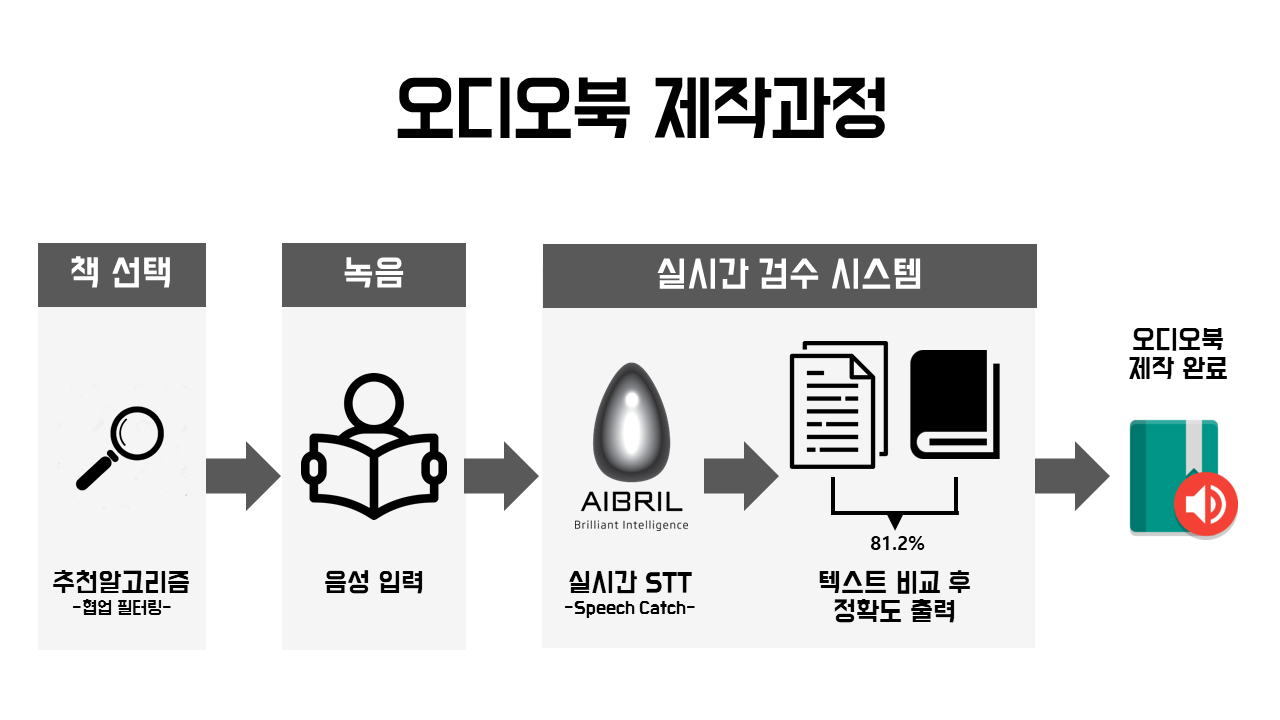 오디오북 제작과정
책 선택
추천알고리즘
-협업 필터링-
녹음
음성 입력
실시간 검수 시스템
AIBRIL
Brilliant Intelligence
실시간 STT
-Speech Catch-
81.2%
텍스트 비교 후
정확도 출력
오디오북
제작 완료